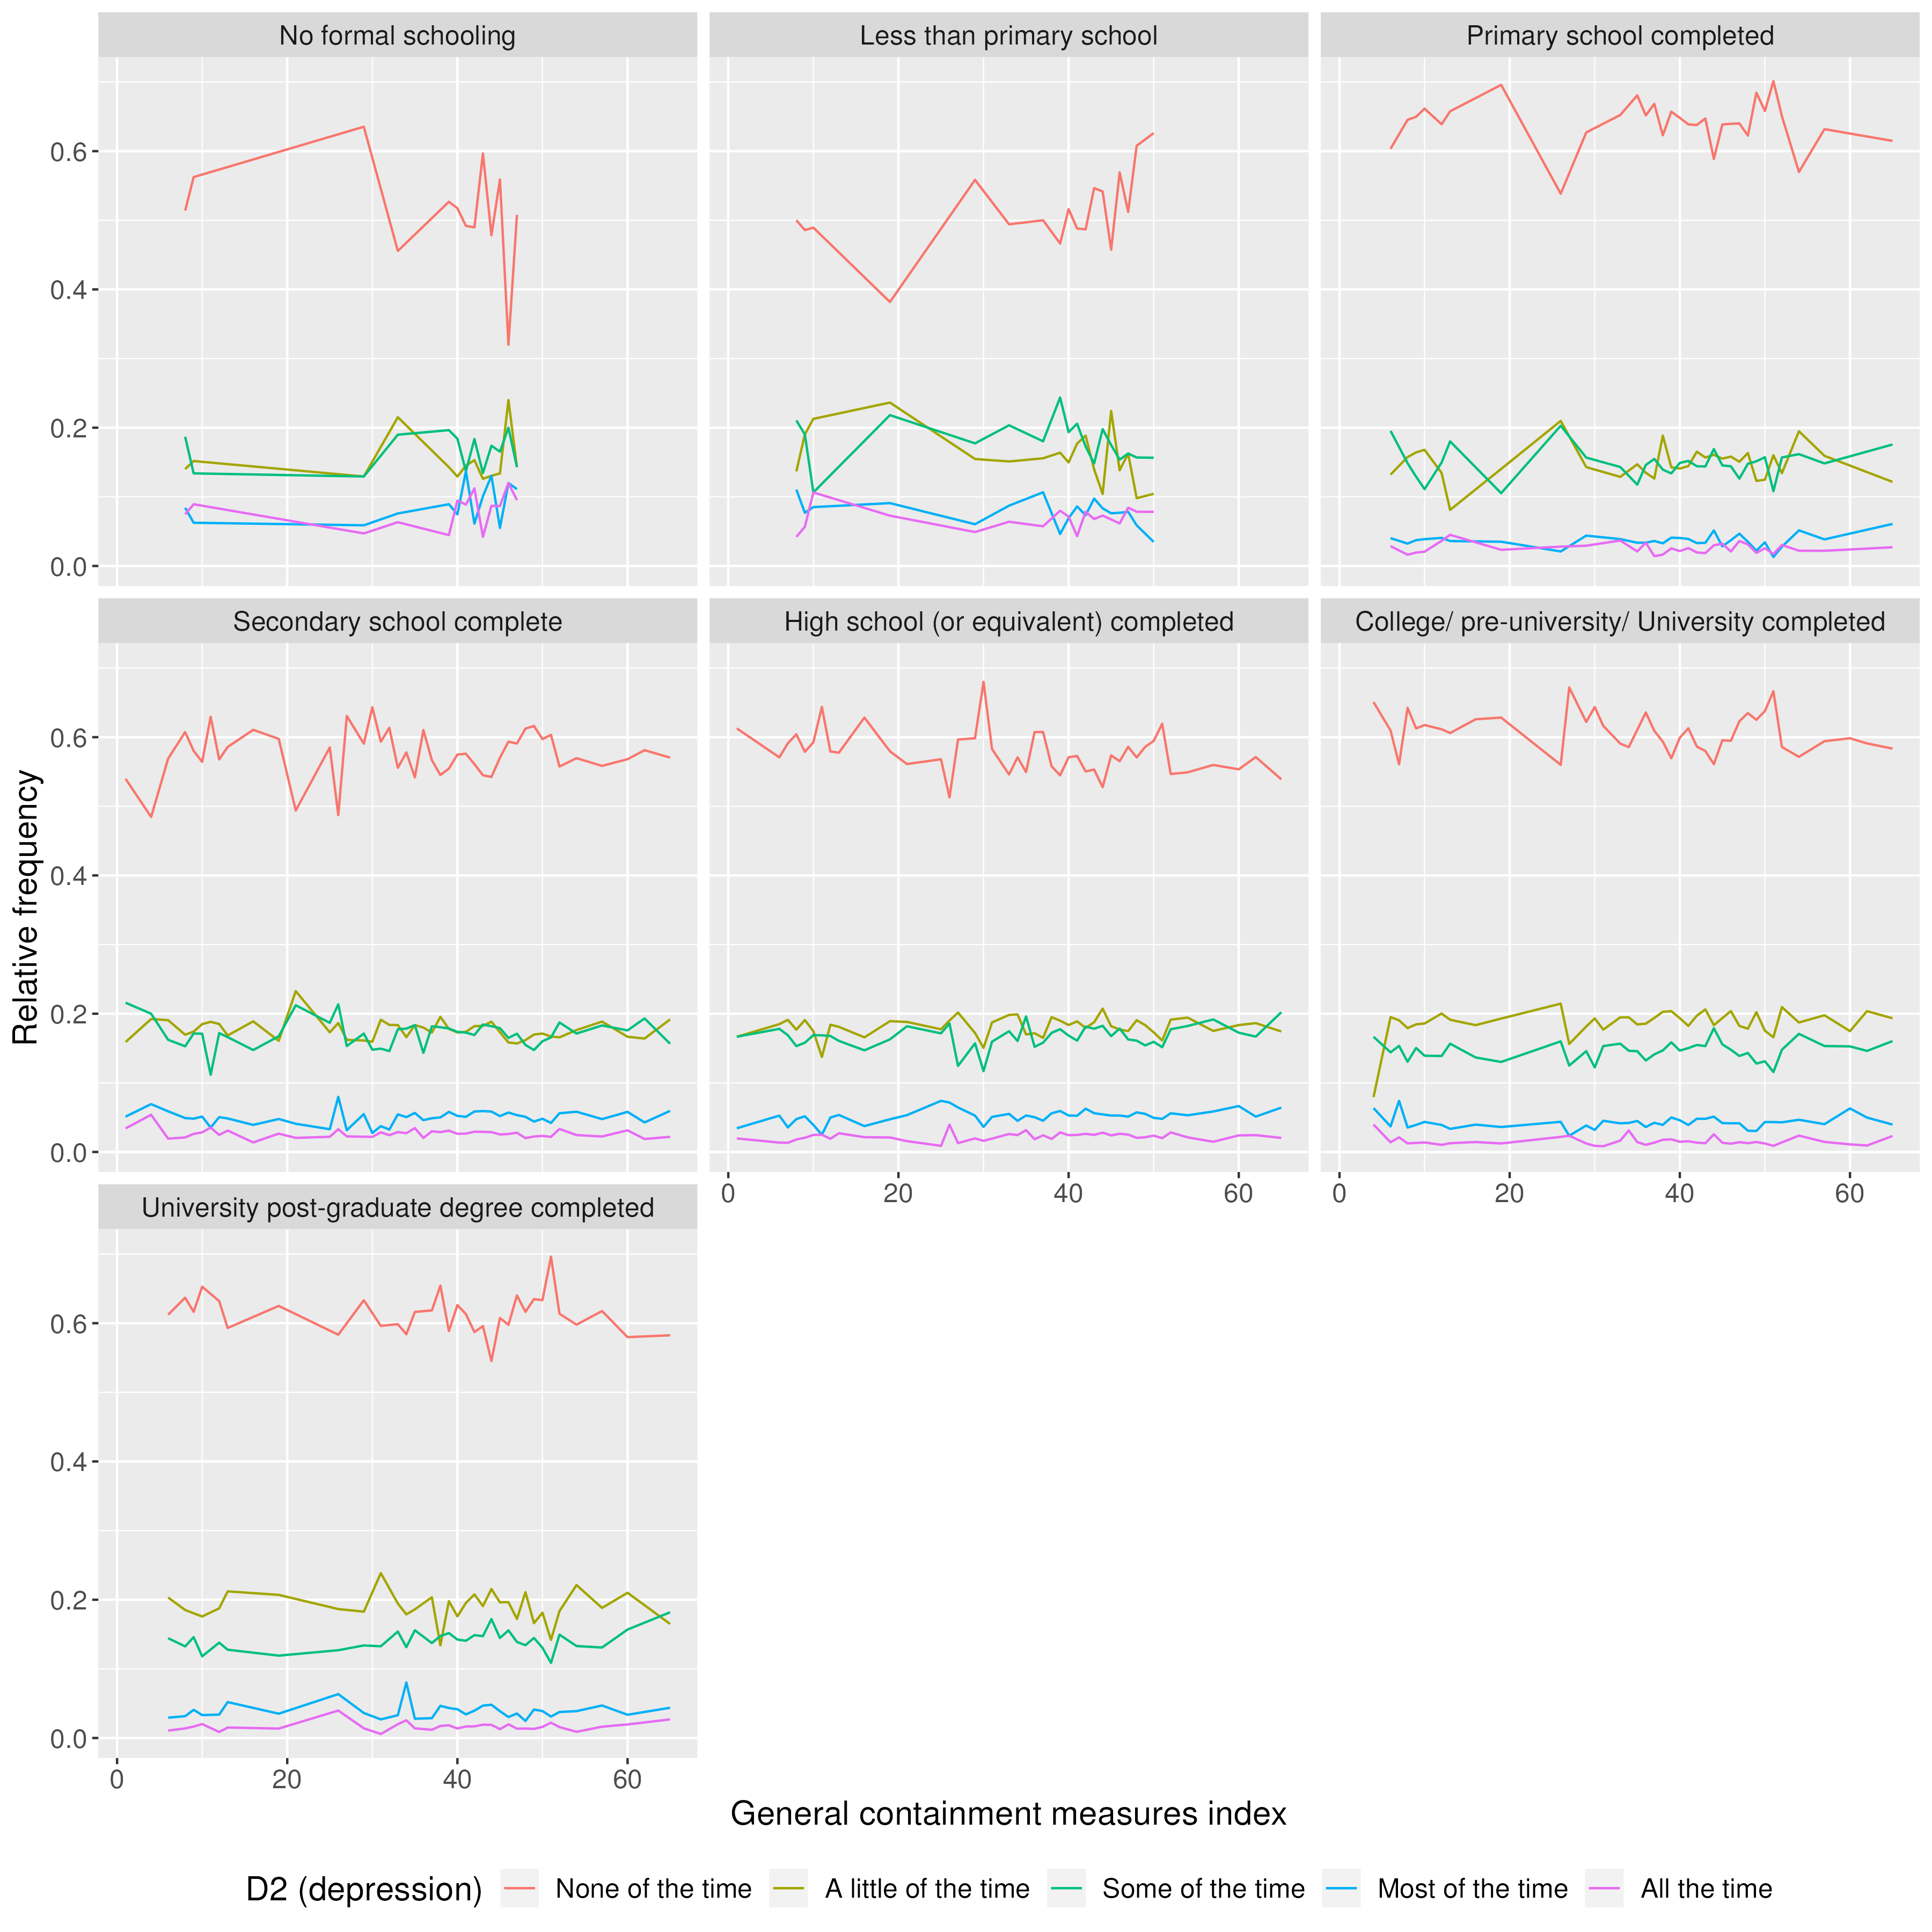 No formal schooling
Less than primary school
Primary school completed
0.6
0.4
0.2
0.0
Secondary school complete
High school (or equivalent) completed
College/ pre-university/ University completed
0.6
0.4
0.2
0.0
0 20 40 60
0 20 40 60
University post-graduate degree completed
0.6
0.4
0.2
0.0
0 20 40 60
Relative frequency
General containment measures index
D2 (depression) None of the time A little of the time Some of the time Most of the time All the time